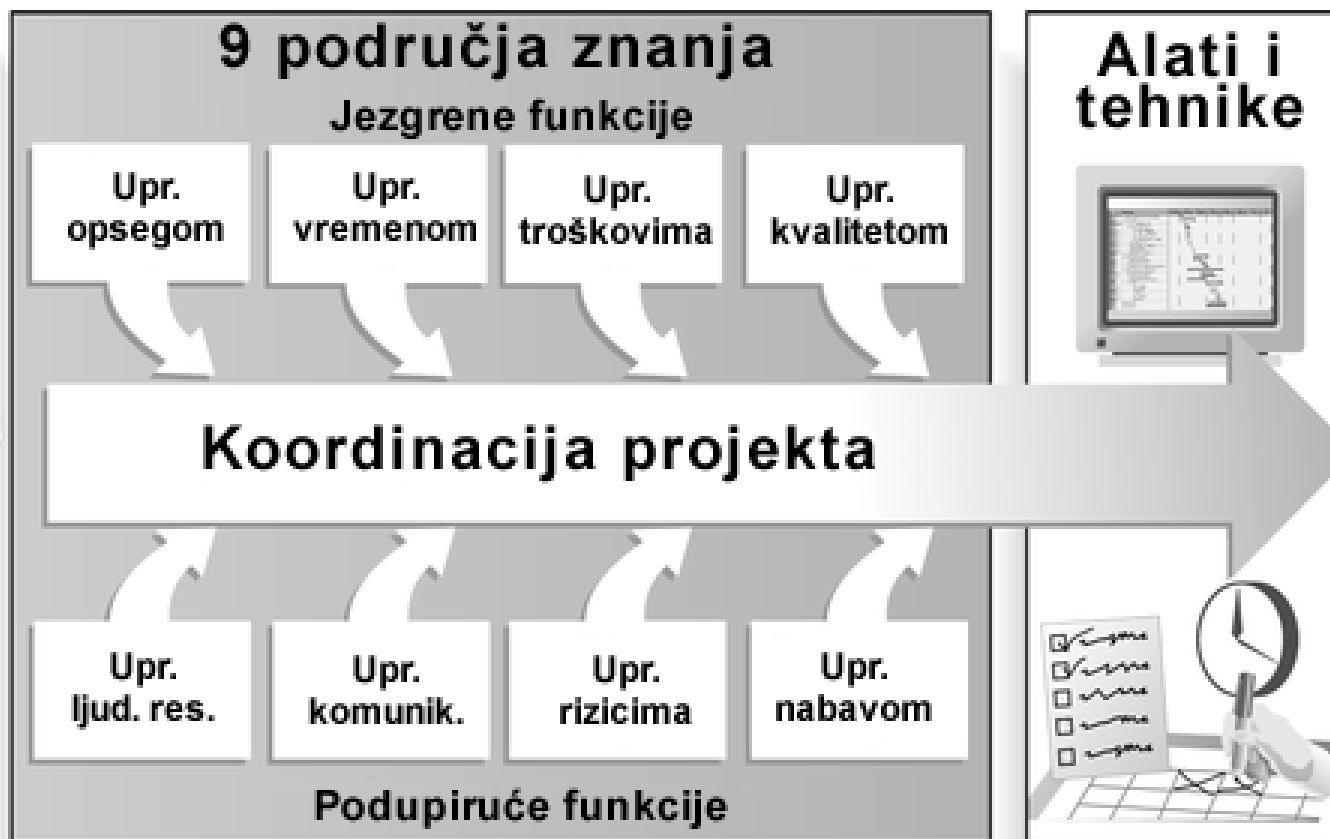 9 područja znanja
Jezgrene funkcije
Upr.
opsegom
Upr.
vremenom
Upr.
troškovima
Upr.
kvalitetom
Koordinacija projekta
Upr.
ljud. res.
Upr.
komunik.
Upr.
rizicima
Upr.
nabavom
Podupiruće funkcije
Alati i
tehnike